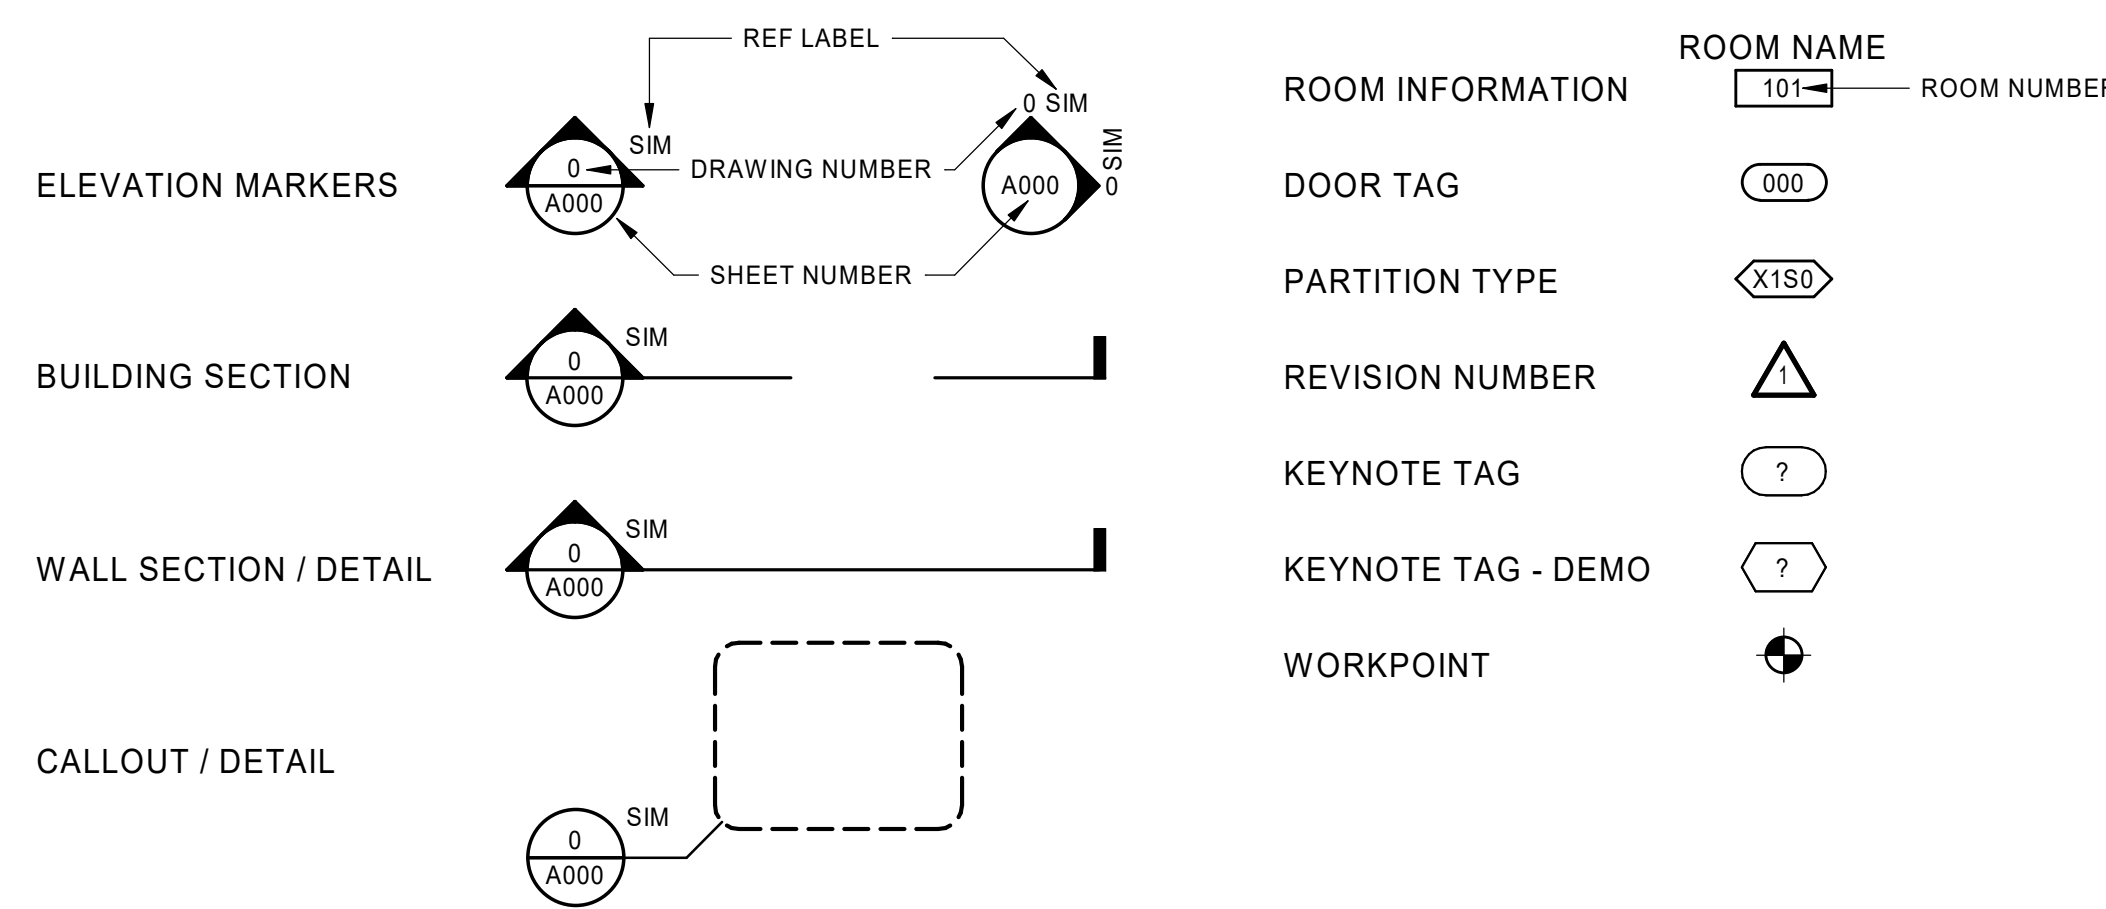 REF LABEL
0 SIM
SIM
SIM
0
DRAWING NUMBER
0
ELEVATION MARKERS
A000
A000
SHEET NUMBER
SIM
0
BUILDING SECTION
A000
SIM
0
WALL SECTION / DETAIL
A000
CALLOUT / DETAIL
SIM
0
A000
ROOM NAME
ROOM INFORMATION
101
ROOM NUMBER
DOOR TAG
000
PARTITION TYPE
X1S0
REVISION NUMBER
1
KEYNOTE TAG
?
KEYNOTE TAG - DEMO
?
WORKPOINT